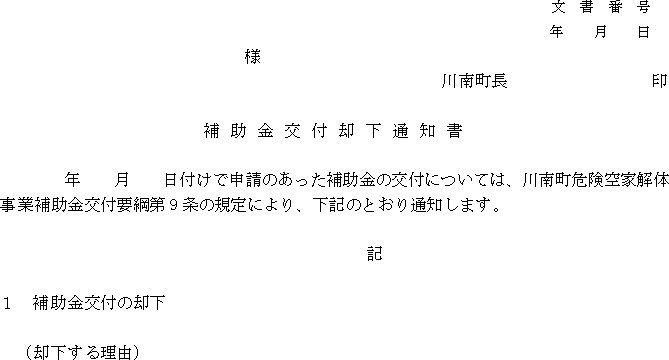 文　書　番　号
年　　月　　日
様
川南町長　　　　　　　　　印
補 助 金 交 付 却 下 通 知 書
年　　月　　日付けで申請のあった補助金の交付については、川南町危険空家解体
事業補助金交付要綱第９条の規定により、下記のとおり通知します。
記
１　補助金交付の却下
（却下する理由）